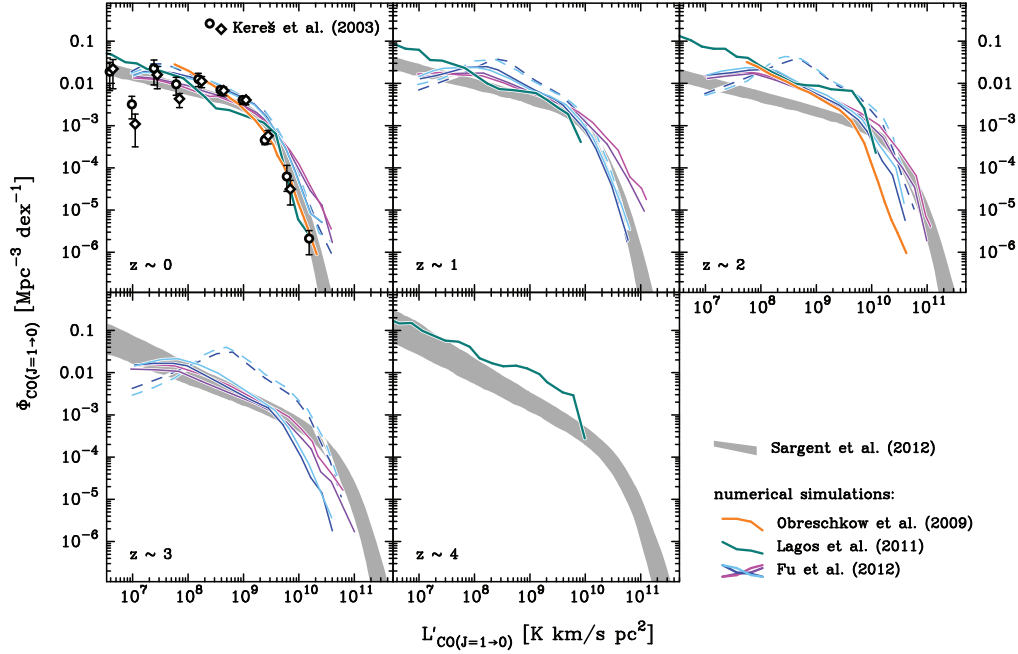 Kereš et al. (2003)
0.1
0.01
10⁻³
10⁻⁴
10⁻⁵
10⁻⁶
z ~ 0
z ~ 1
z ~ 2
0.1
0.01
10⁻³
10⁻⁴
10⁻⁵
10⁻⁶
10⁷ 10⁸ 10⁹ 10¹⁰ 10¹¹
Φ_CO(J=1→0) [Mpc⁻³ dex⁻¹]
0.1
0.01
10⁻³
10⁻⁴
10⁻⁵
10⁻⁶
z ~ 3
z ~ 4
10⁷ 10⁸ 10⁹ 10¹⁰ 10¹¹
10⁷ 10⁸ 10⁹ 10¹⁰ 10¹¹
L′_CO(J=1→0) [K km/s pc²]
Sargent et al. (2012)
numerical simulations:
Obreschkow et al. (2009)
Lagos et al. (2011)
Fu et al. (2012)